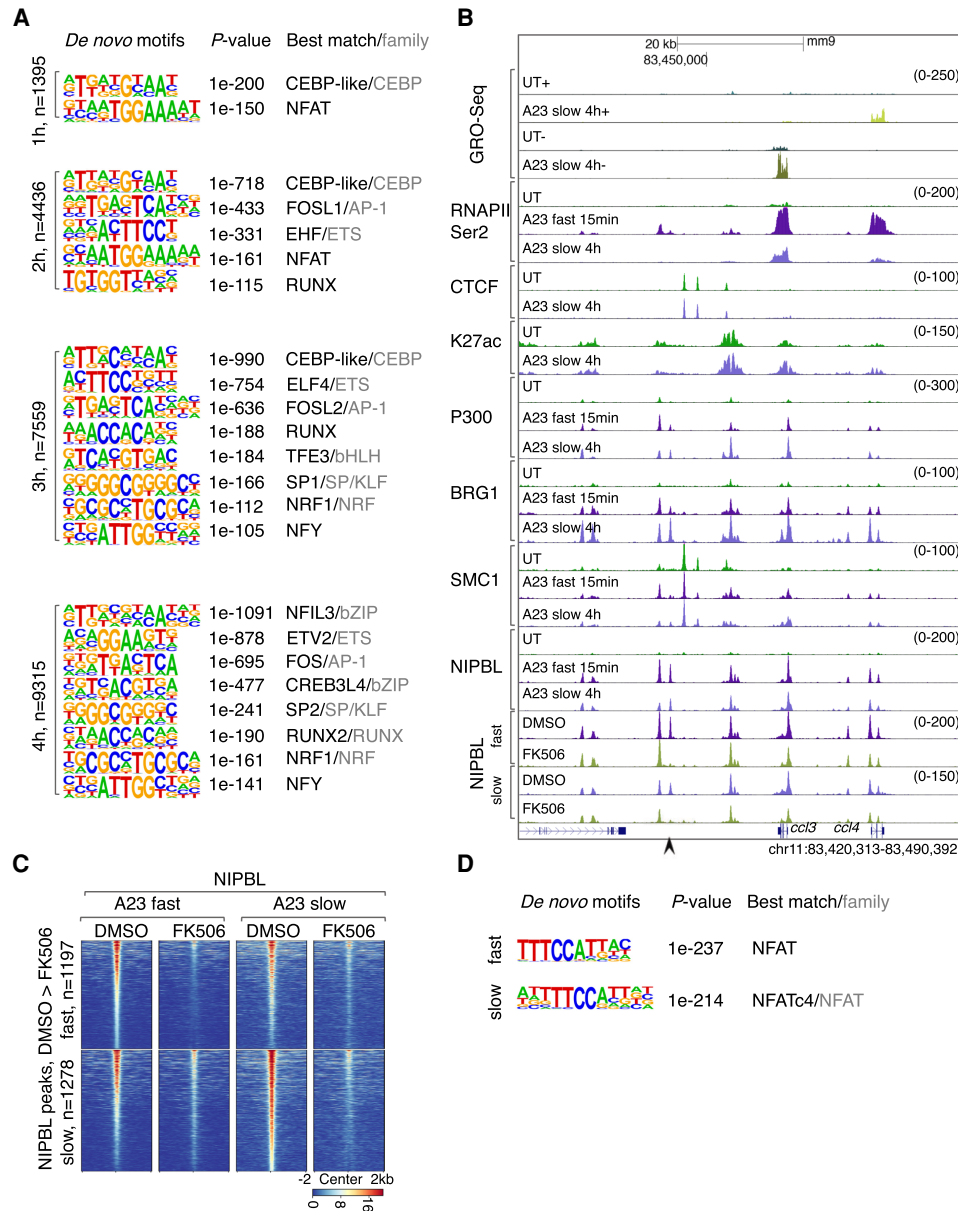 A
De novo motifs P-value Best match/family
1h, n=1395
1e-200 CEBP-like/CEBP
1e-150 NFAT
2h, n=4436
1e-718 CEBP-like/CEBP
1e-433 FOSL1/AP-1
1e-331 EHF/ETS
1e-161 NFAT
1e-115 RUNX
3h, n=7559
1e-990 CEBP-like/CEBP
1e-754 ELF4/ETS
1e-636 FOSL2/AP-1
1e-188 RUNX
1e-184 TFE3/bHLH
1e-166 SP1/SP/KLF
1e-112 NRF1/NRF
1e-105 NFY
4h, n=9315
1e-1091 NFIL3/bZIP
1e-878 ETV2/ETS
1e-695 FOS/AP-1
1e-477 CREB3L4/bZIP
1e-241 SP2/SP/KLF
1e-190 RUNX2/RUNX
1e-161 NRF1/NRF
1e-141 NFY
B
20 kb mm9
83,450,000
GRO-Seq
UT+ (0-250)
A23 slow 4h+
UT-
A23 slow 4h-
RNAPII Ser2
UT (0-200)
A23 fast 15min
A23 slow 4h
CTCF
UT (0-100)
A23 slow 4h
K27ac
UT (0-150)
A23 slow 4h
P300
UT (0-300)
A23 fast 15min
A23 slow 4h
BRG1
UT (0-100)
A23 fast 15min
A23 slow 4h
SMC1
UT (0-100)
A23 fast 15min
A23 slow 4h
NIPBL
UT (0-200)
A23 fast 15min
A23 slow 4h
NIPBL
fast
DMSO (0-200)
FK506
slow
DMSO (0-150)
FK506
ccl3 ccl4
chr11:83,420,313-83,490,392
C
NIPBL
A23 fast A23 slow
DMSO FK506 DMSO FK506
NIPBL peaks, DMSO > FK506
fast, n=1197
slow, n=1278
-2 Center 2kb
0 8 16
D
De novo motifs P-value Best match/family
fast
TTTCCA 1e-237 NFAT
slow
TTTCCA 1e-214 NFATc4/NFAT